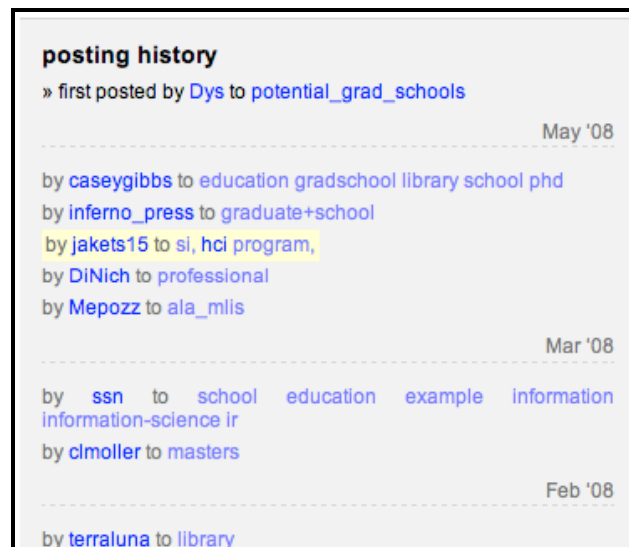 posting history
» first posted by Dys to potential_grad_schools
May '08
by caseygibbs to education gradschool library school phd
by inferno_press to graduate+school
by jakets15 to si, hci program,
by DiNich to professional
by Mepozz to ala_mlis
Mar '08
by ssn to school education example information
information-science ir
by clmoller to masters
Feb '08
by terraluna to library